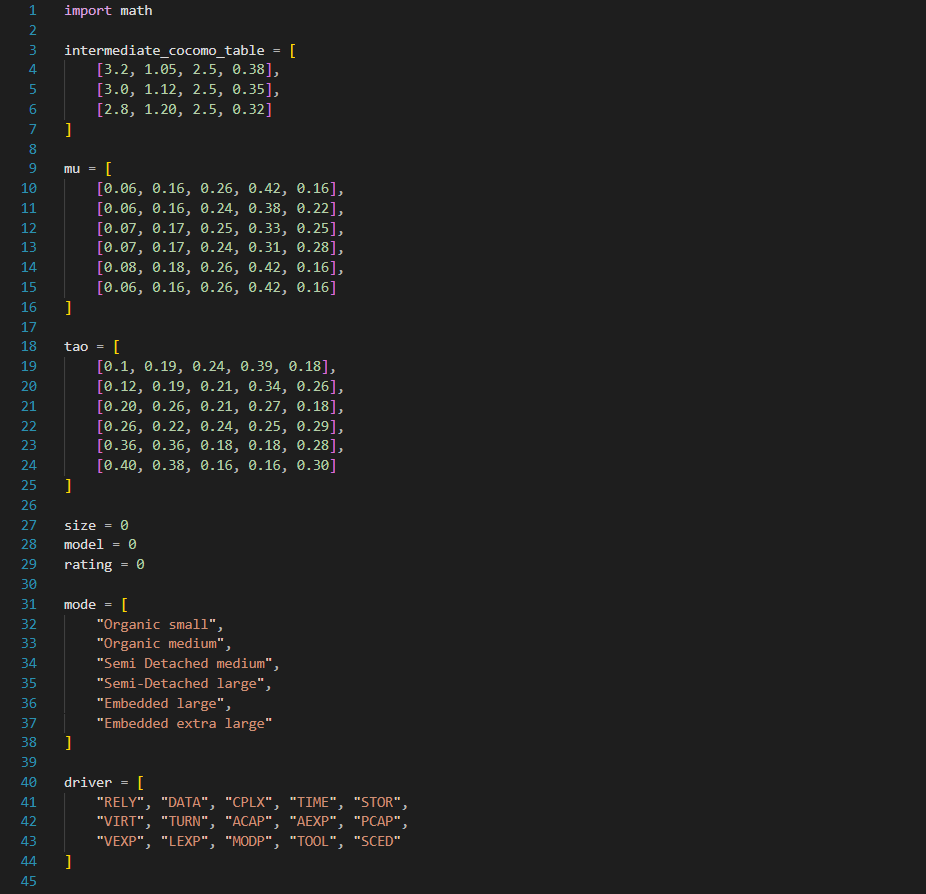 1 import math
2
3 intermediate_cocomo_table = [
4     [3.2, 1.05, 2.5, 0.38],
5     [3.0, 1.12, 2.5, 0.35],
6     [2.8, 1.20, 2.5, 0.32]
7 ]
8
9 mu = [
10     [0.06, 0.16, 0.26, 0.42, 0.16],
11     [0.06, 0.16, 0.24, 0.38, 0.22],
12     [0.07, 0.17, 0.25, 0.33, 0.25],
13     [0.07, 0.17, 0.24, 0.31, 0.28],
14     [0.08, 0.18, 0.26, 0.42, 0.16],
15     [0.06, 0.16, 0.26, 0.42, 0.16]
16 ]
17
18 tao = [
19     [0.1, 0.19, 0.24, 0.39, 0.18],
20     [0.12, 0.19, 0.21, 0.34, 0.26],
21     [0.20, 0.26, 0.21, 0.27, 0.18],
22     [0.26, 0.22, 0.24, 0.25, 0.29],
23     [0.36, 0.36, 0.18, 0.18, 0.28],
24     [0.40, 0.38, 0.16, 0.16, 0.30]
25 ]
26
27 size = 0
28 model = 0
29 rating = 0
30
31 mode = [
32     "Organic small",
33     "Organic medium",
34     "Semi Detached medium",
35     "Semi-Detached large",
36     "Embedded large",
37     "Embedded extra large"
38 ]
39
40 driver = [
41     "RELY", "DATA", "CPLX", "TIME", "STOR",
42     "VIRT", "TURN", "ACAP", "AEXP", "PCAP",
43     "VEXP", "LEXP", "MODP", "TOOL", "SCED"
44 ]
45